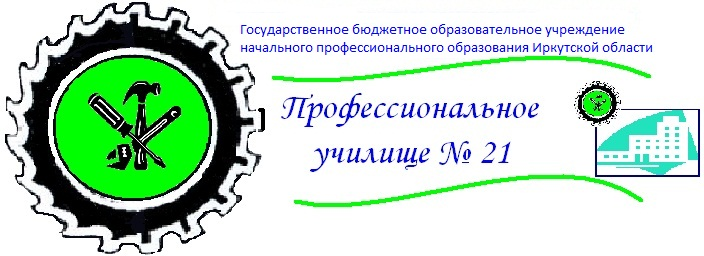 Государственное бюджетное образовательное учреждение
начального профессионального образования Иркутской области
Профессиональное
училище № 21